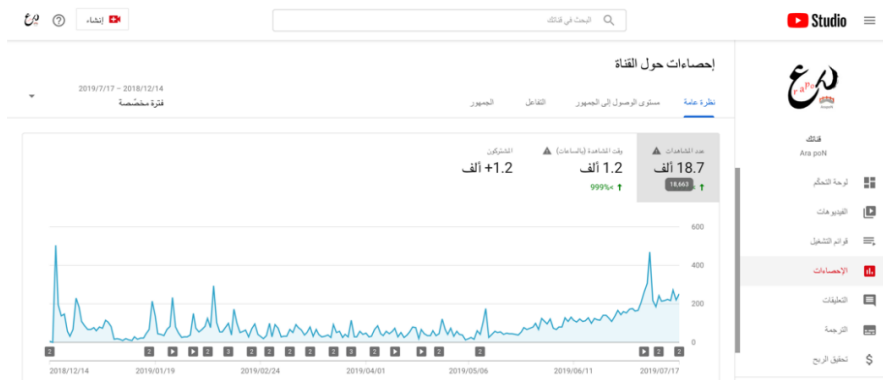 Studio
البحث في قناتك
إنشاء
إحصاءات حول القناة
2018/12/14 – 2019/7/17
فترة مخصّصة
نظرة عامة
مستوى الوصول إلى الجمهور
التفاعل
الجمهور
عدد المشاهدات
18.7 ألف
18,663
وقت المشاهدة (بالساعات)
1.2 ألف
999%<
المشتركون
+1.2 ألف
600
400
200
0
2018/12/14
2019/01/19
2019/02/24
2019/04/01
2019/05/06
2019/06/11
2019/07/17
قناتك
Ara poN
لوحة التحكّم
الفيديوهات
قوائم التشغيل
الإحصاءات
التعليقات
الترجمة
تحقيق الربح